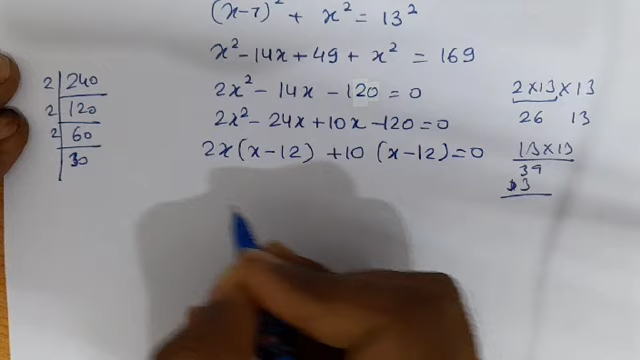 (x-7)² + x² = 13²
x² - 14x + 49 + x² = 169
2x² - 14x - 120 = 0
2x² - 24x + 10x - 120 = 0
2x (x - 12) + 10 (x - 12) = 0
2 | 240
2 | 120
2 | 60
30
2 x 13 x 13
26 13
13 x 13
39